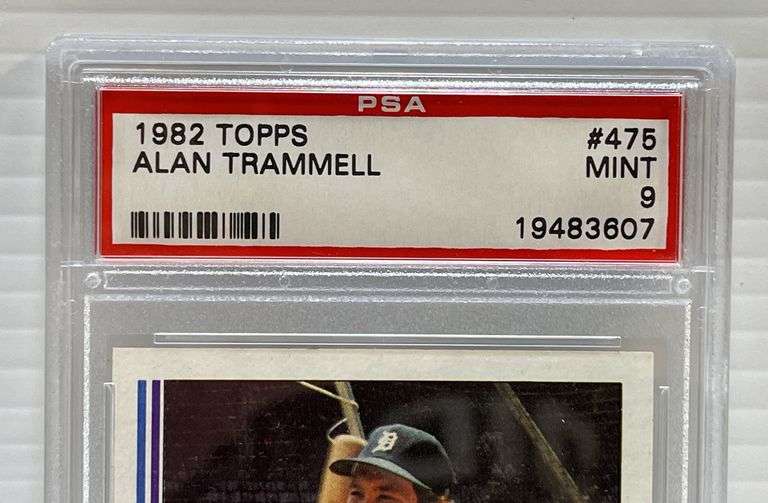 PSA
1982 TOPPS #475
ALAN TRAMMELL MINT
9
19483607
D